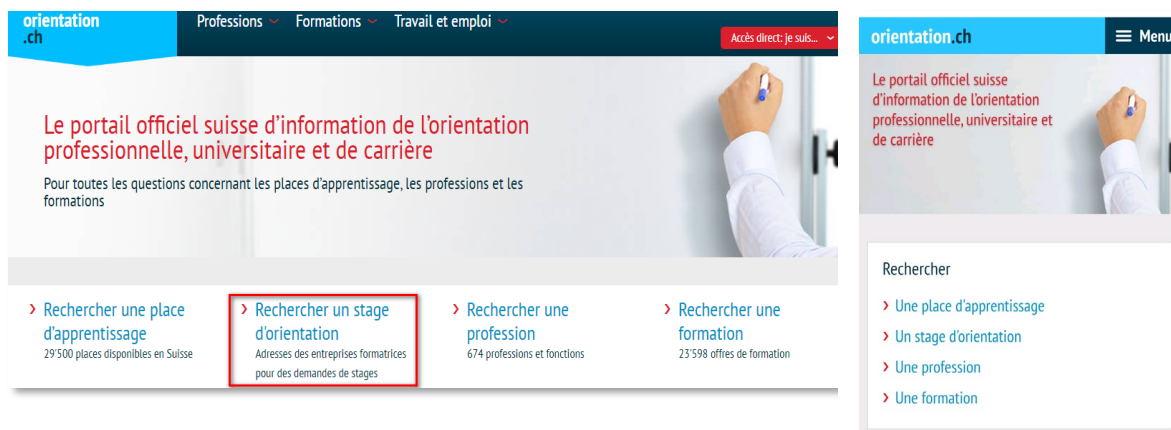 orientation
.ch
Professions Formations Travail et emploi
Accès direct: je suis...
Le portail officiel suisse d'information de l'orientation
professionnelle, universitaire et de carrière
Pour toutes les questions concernant les places d'apprentissage, les professions et les
formations
Rechercher une place
d'apprentissage
29'500 places disponibles en Suisse
Rechercher un stage
d'orientation
Adresses des entreprises formatrices
pour des demandes de stages
Rechercher une
profession
674 professions et fonctions
Rechercher une
formation
23'598 offres de formation
orientation.ch
Menu
Le portail officiel suisse
d'information de l'orientation
professionnelle, universitaire et
de carrière
Rechercher
Une place d'apprentissage
Un stage d'orientation
Une profession
Une formation